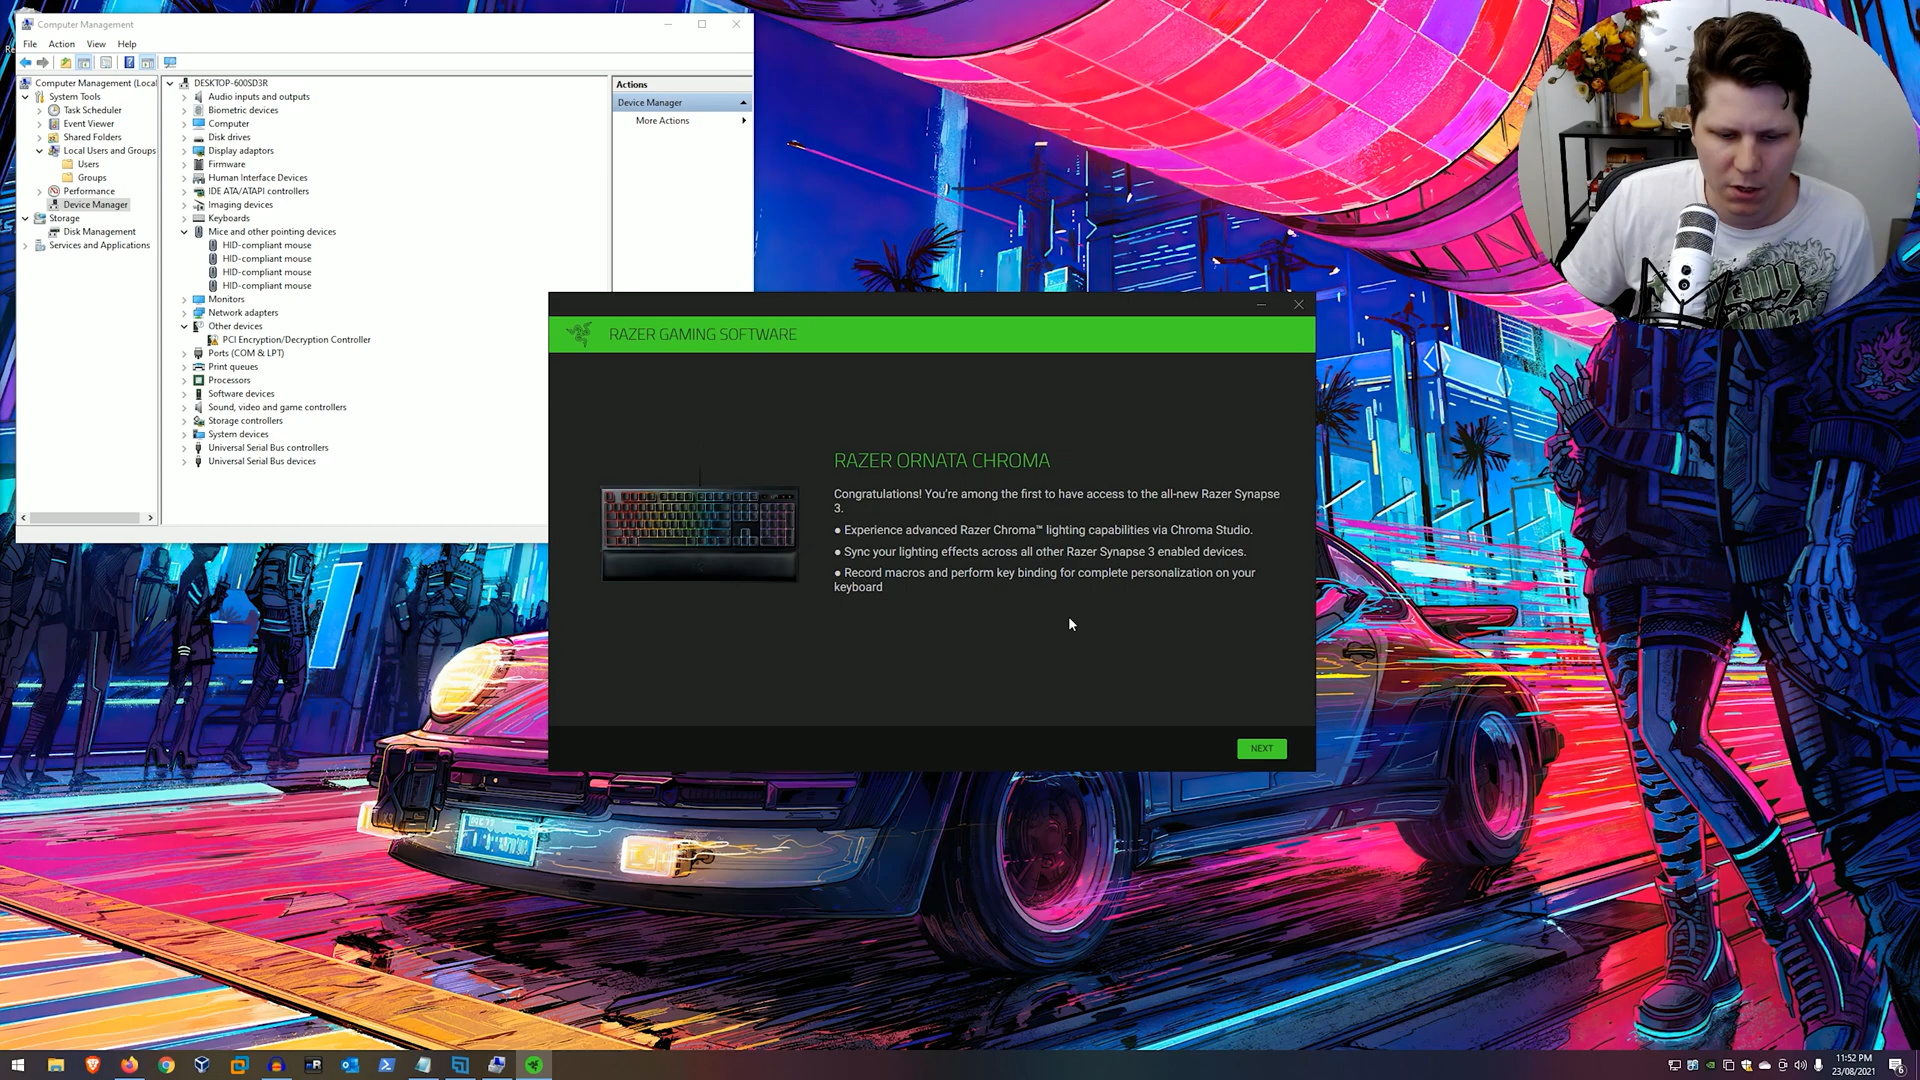 Computer Management
File Action View Help
Computer Management (Local
System Tools
Task Scheduler
Event Viewer
Shared Folders
Local Users and Groups
Users
Groups
Performance
Device Manager
Storage
Disk Management
Services and Applications
DESKTOP-600SD3R
Audio inputs and outputs
Biometric devices
Computer
Disk drives
Display adaptors
Firmware
Human Interface Devices
IDE ATA/ATAPI controllers
Imaging devices
Keyboards
Mice and other pointing devices
HID-compliant mouse
HID-compliant mouse
HID-compliant mouse
HID-compliant mouse
Monitors
Network adapters
Other devices
PCI Encryption/Decryption Controller
Ports (COM & LPT)
Print queues
Processors
Software devices
Sound, video and game controllers
Storage controllers
System devices
Universal Serial Bus controllers
Universal Serial Bus devices
Actions
Device Manager
More Actions
RAZER GAMING SOFTWARE
RAZER ORNATA CHROMA
Congratulations! You're among the first to have access to the all-new Razer Synapse
3.
● Experience advanced Razer Chroma™ lighting capabilities via Chroma Studio.
● Sync your lighting effects across all other Razer Synapse 3 enabled devices.
● Record macros and perform key binding for complete personalization on your
keyboard
NEXT
11:52 PM
23/08/2021